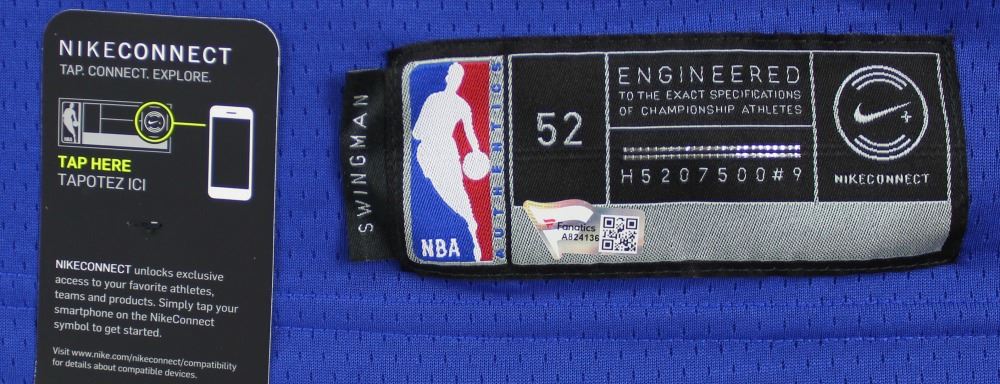 NIKECONNECT
TAP. CONNECT. EXPLORE.
TAP HERE
TAPOTEZ ICI
NIKECONNECT unlocks exclusive
access to your favorite athletes,
teams and products. Simply tap your
smartphone on the NikeConnect
symbol to get started.
Visit www.nike.com/nikeconnect/compatibility
for details about compatible devices.
SWINGMAN
NBA
AUTHENTICS
52
ENGINEERED
TO THE EXACT SPECIFICATIONS
OF CHAMPIONSHIP ATHLETES
H5207500#9
NIKECONNECT
Fanatics
A824136